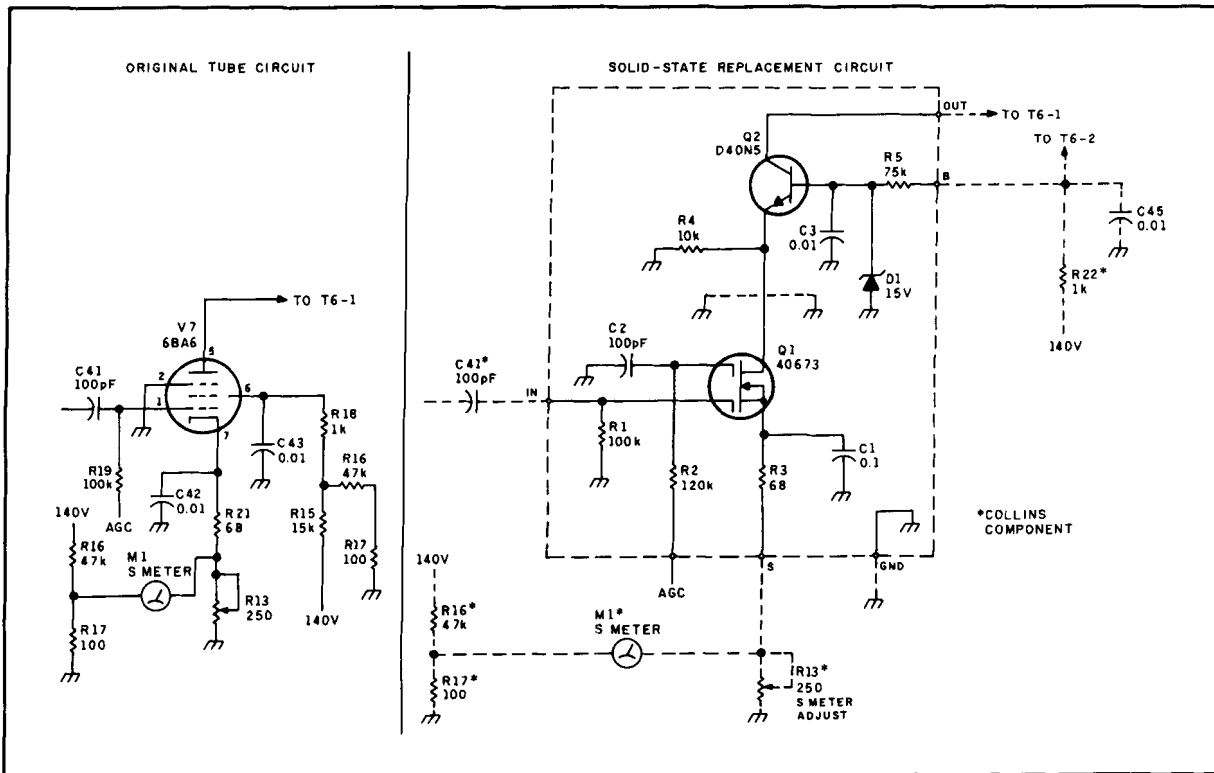 ORIGINAL TUBE CIRCUIT
V7
6BA6
TO T6-1
C41
100pF
5
2
1
6
7
R19
100k
AGC
C42
0.01
C43
0.01
R18
1k
R16
47k
R15
15k
R17
100
140V
R21
68
140V
R16
47k
M1
S METER
R17
100
R13
250
SOLID-STATE REPLACEMENT CIRCUIT
OUT
TO T6-1
Q2
D40N5
R5
75k
B
TO T6-2
C45
0.01
R22*
1k
140V
R4
10k
C3
0.01
D1
15V
C2
100pF
Q1
40673
C41*
100pF
IN
R1
100k
R2
120k
R3
68
C1
0.1
*COLLINS
COMPONENT
AGC
S
GND
140V
R16*
47k
M1*
S METER
R17*
100
R13*
250
S METER
ADJUST